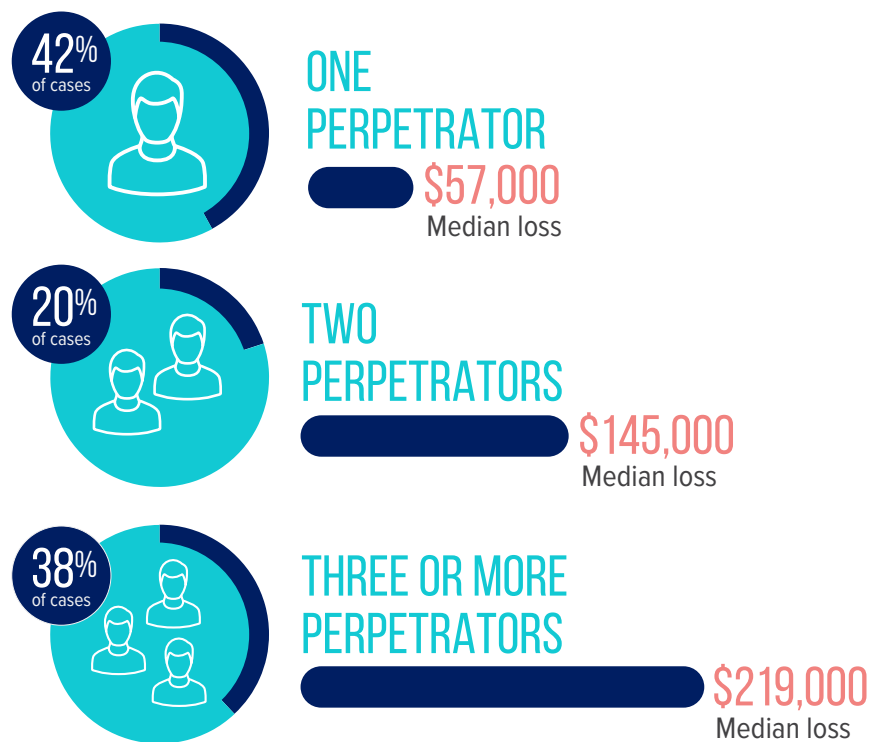 42%
of cases
ONE
PERPETRATOR
$57,000
Median loss
20%
of cases
TWO
PERPETRATORS
$145,000
Median loss
38%
of cases
THREE OR MORE
PERPETRATORS
$219,000
Median loss